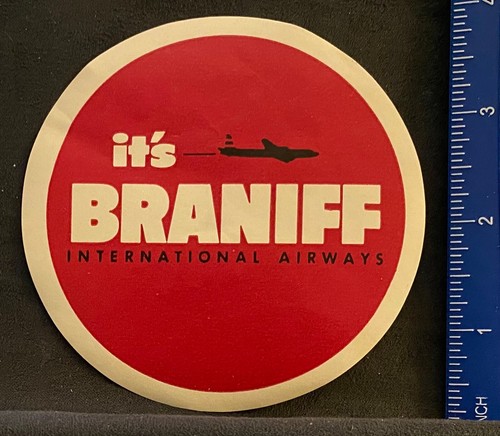 it's
BRANIFF
INTERNATIONAL AIRWAYS
3
2
1